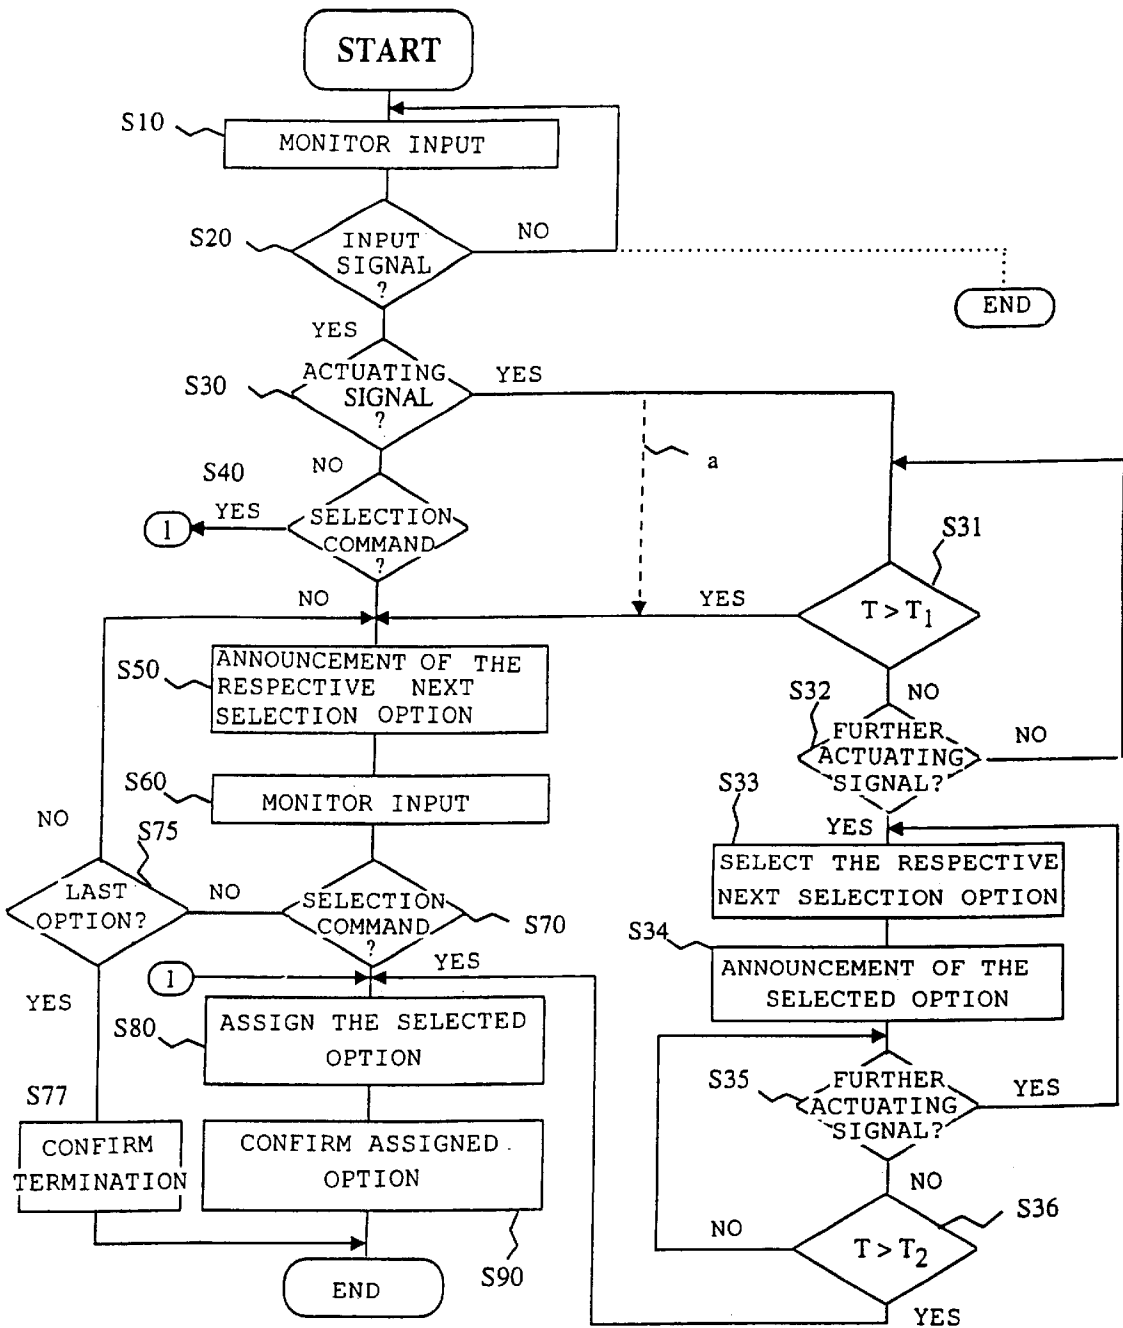 START
S10
MONITOR INPUT
S20
INPUT
SIGNAL
?
NO
END
YES
S30
ACTUATING
SIGNAL
?
YES
NO
a
S40
YES
1
SELECTION
COMMAND
?
NO
S31
YES
T > T1
NO
S50
ANNOUNCEMENT OF THE
RESPECTIVE NEXT
SELECTION OPTION
S32
FURTHER
ACTUATING
SIGNAL?
NO
YES
S60
MONITOR INPUT
S33
SELECT THE RESPECTIVE
NEXT SELECTION OPTION
NO
S75
LAST
OPTION?
NO
SELECTION
COMMAND
?
S70
YES
S34
ANNOUNCEMENT OF THE
SELECTED OPTION
1
YES
S80
ASSIGN THE SELECTED
OPTION
S35
FURTHER
ACTUATING
SIGNAL?
YES
NO
S77
CONFIRM
TERMINATION
CONFIRM ASSIGNED
OPTION
S90
S36
NO
T > T2
YES
END